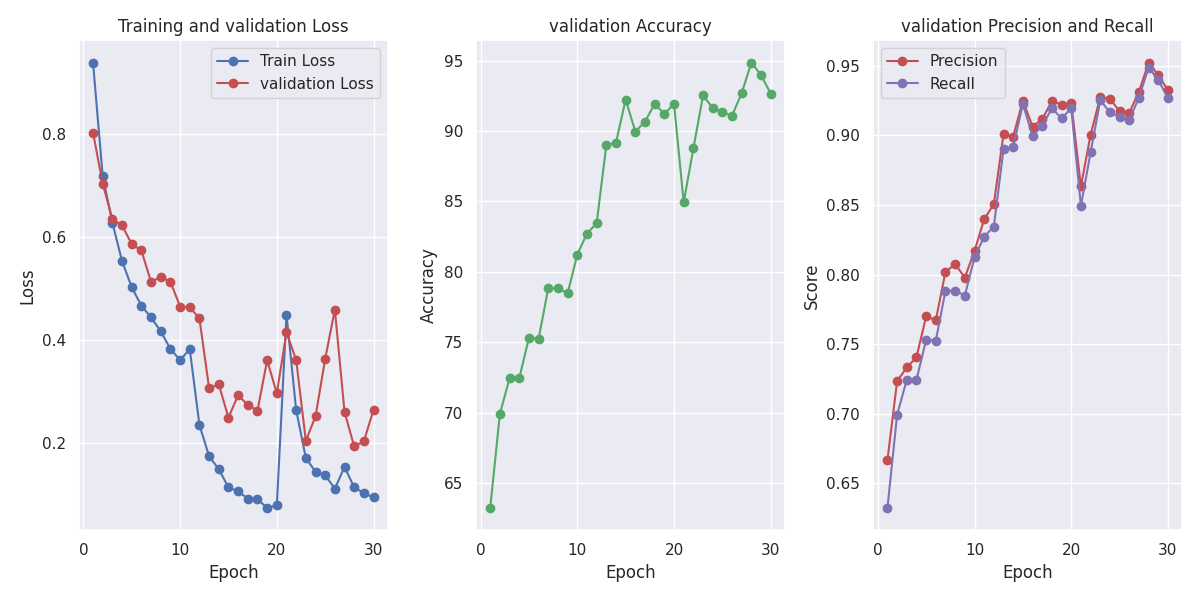 Training and validation Loss
Train Loss
validation Loss
0.8
0.6
0.4
0.2
Loss
0 10 20 30
Epoch
validation Accuracy
95
90
85
80
75
70
65
Accuracy
0 10 20 30
Epoch
validation Precision and Recall
Precision
Recall
0.95
0.90
0.85
0.80
0.75
0.70
0.65
Score
0 10 20 30
Epoch